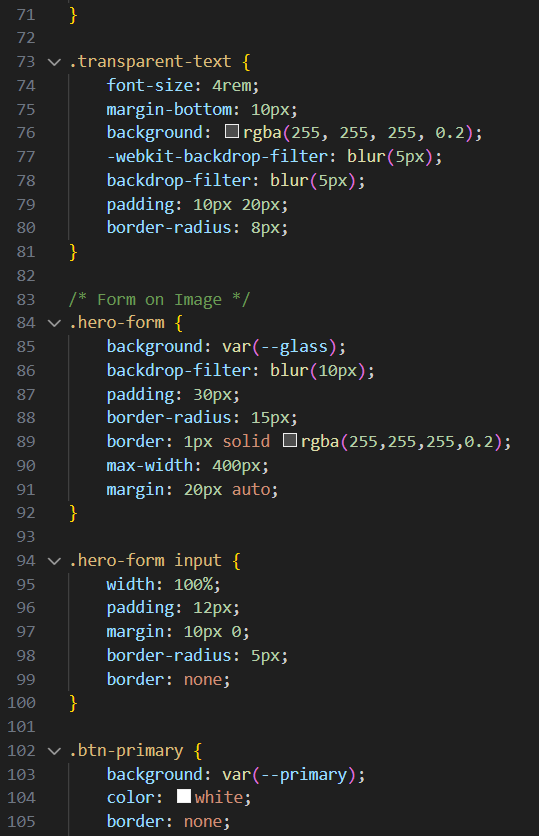 71 }
72
73 .transparent-text {
74     font-size: 4rem;
75     margin-bottom: 10px;
76     background: rgba(255, 255, 255, 0.2);
77     -webkit-backdrop-filter: blur(5px);
78     backdrop-filter: blur(5px);
79     padding: 10px 20px;
80     border-radius: 8px;
81 }
82
83 /* Form on Image */
84 .hero-form {
85     background: var(--glass);
86     backdrop-filter: blur(10px);
87     padding: 30px;
88     border-radius: 15px;
89     border: 1px solid rgba(255,255,255,0.2);
90     max-width: 400px;
91     margin: 20px auto;
92 }
93
94 .hero-form input {
95     width: 100%;
96     padding: 12px;
97     margin: 10px 0;
98     border-radius: 5px;
99     border: none;
100 }
101
102 .btn-primary {
103     background: var(--primary);
104     color: white;
105     border: none;